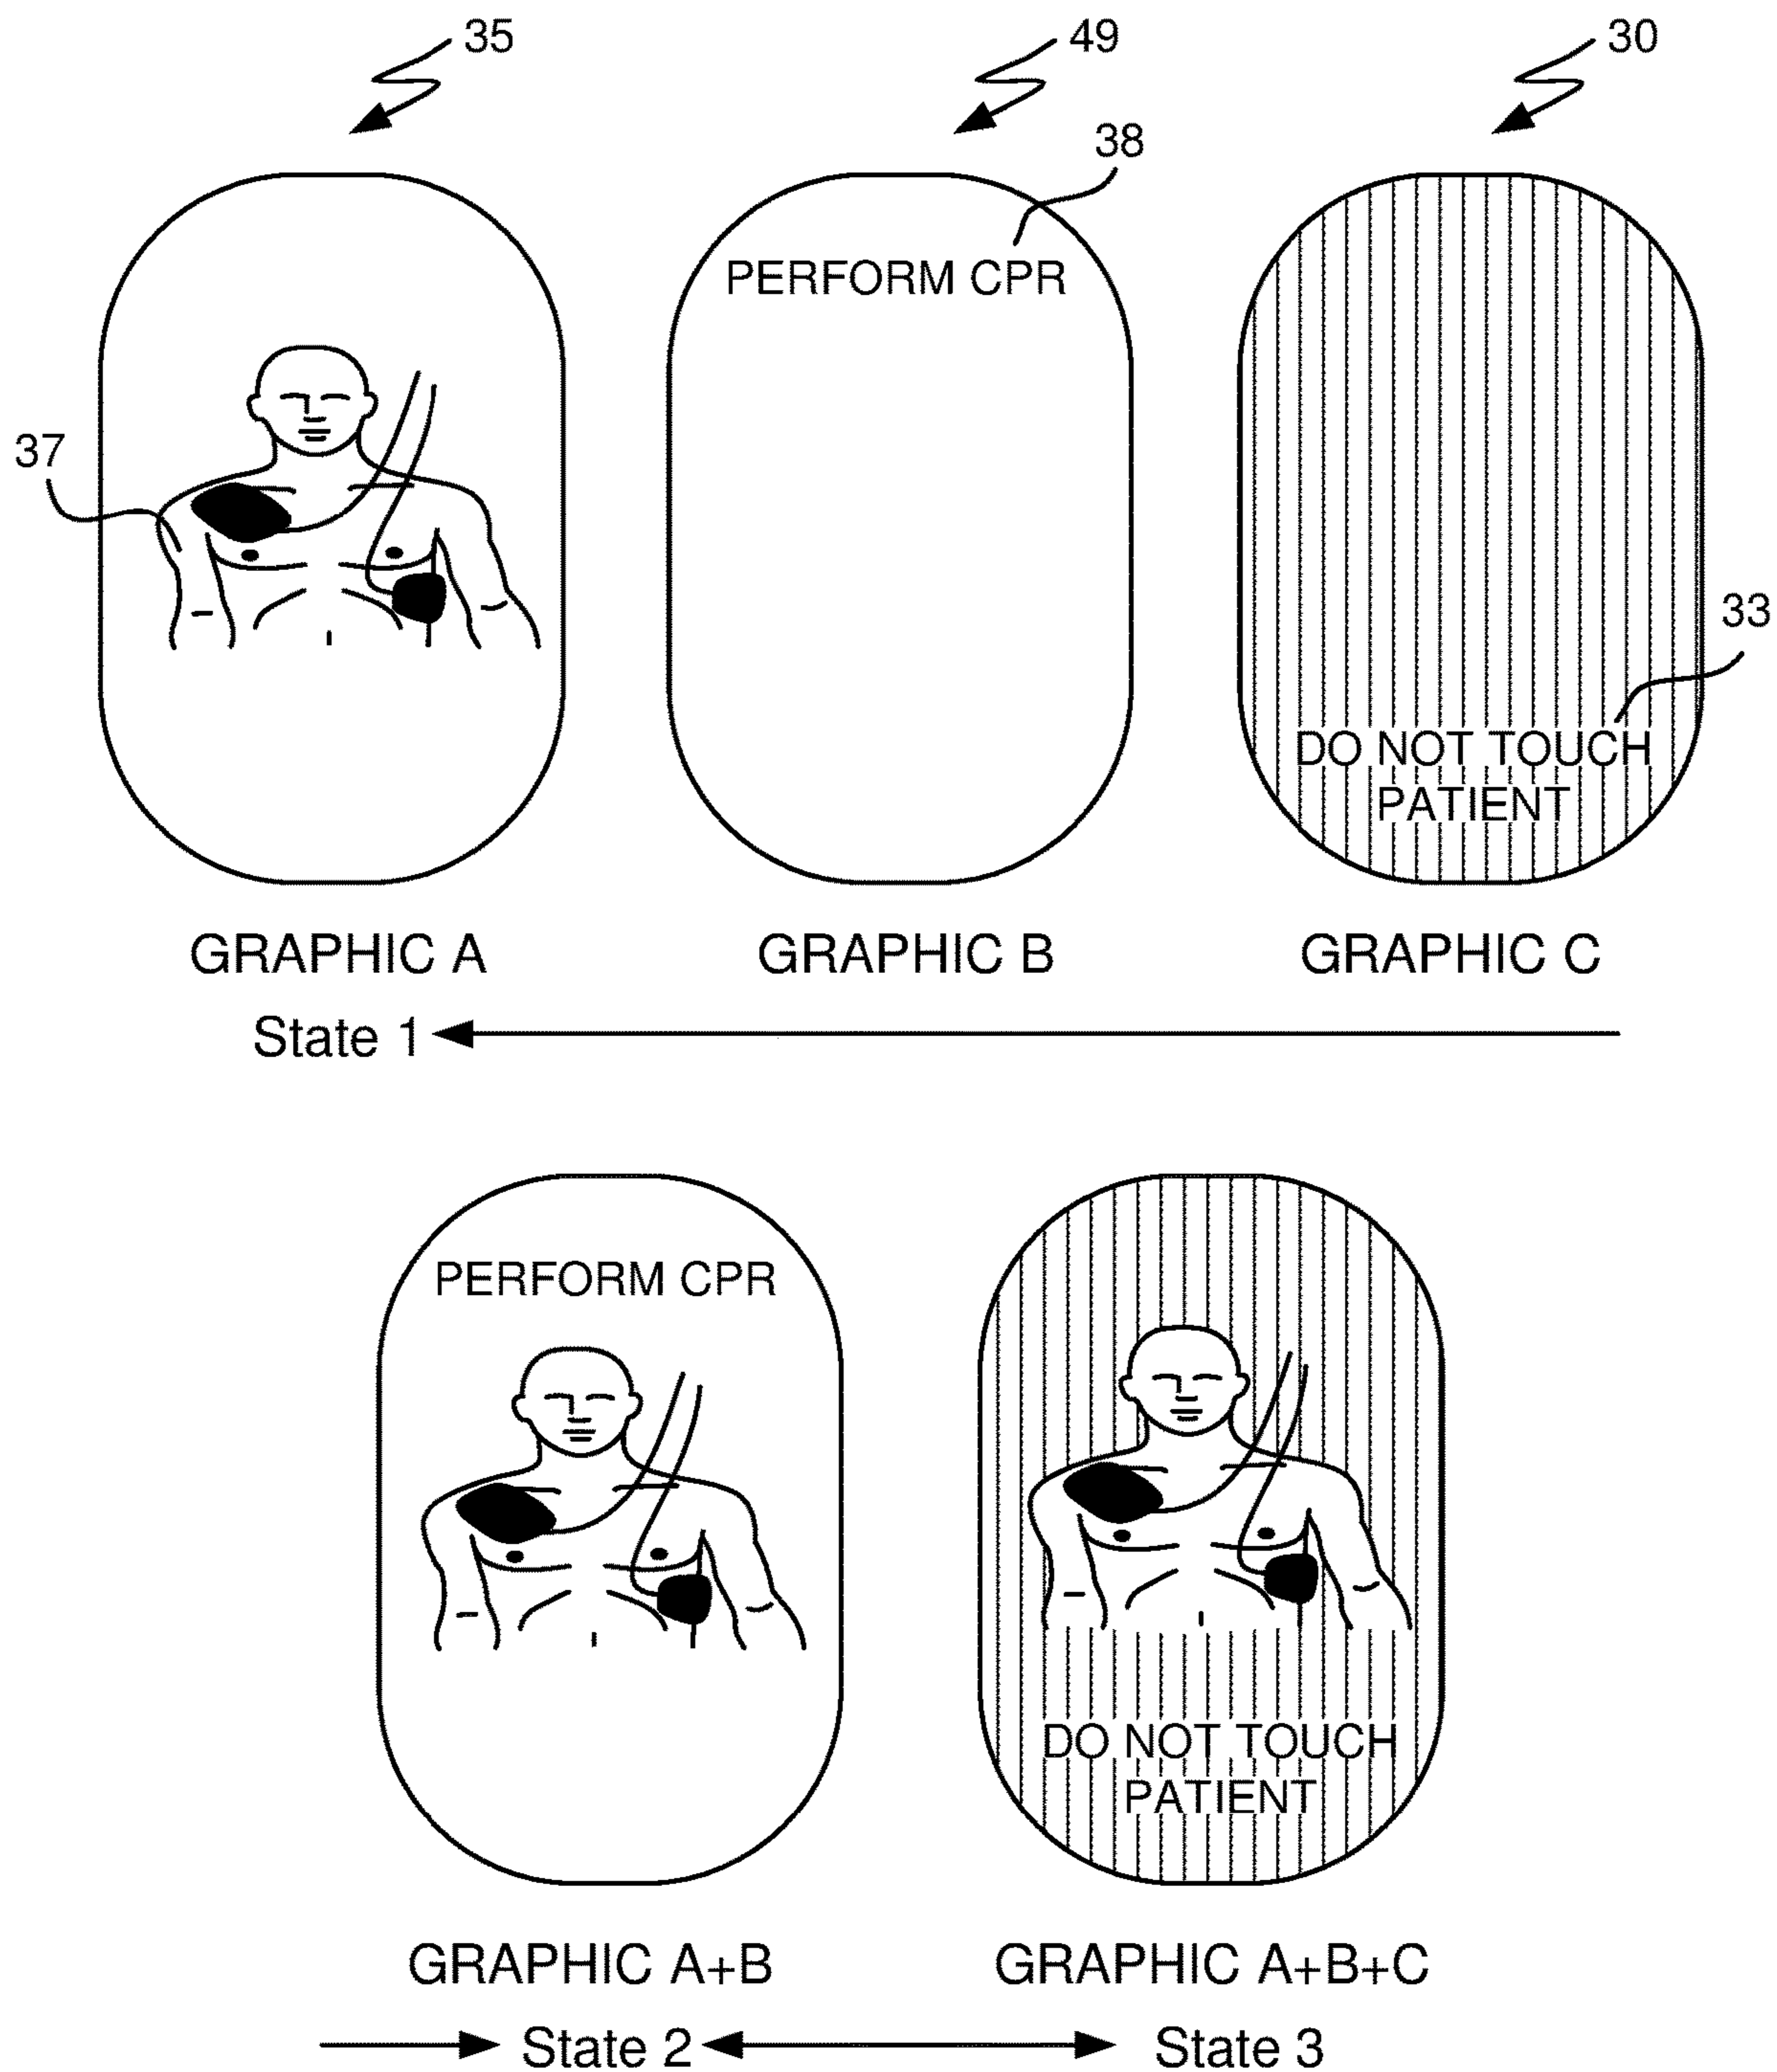 35
49
30
38
PERFORM CPR
37
33
DO NOT TOUCH
PATIENT
GRAPHIC A
GRAPHIC B
GRAPHIC C
State 1
PERFORM CPR
DO NOT TOUCH
PATIENT
GRAPHIC A+B
GRAPHIC A+B+C
State 2
State 3